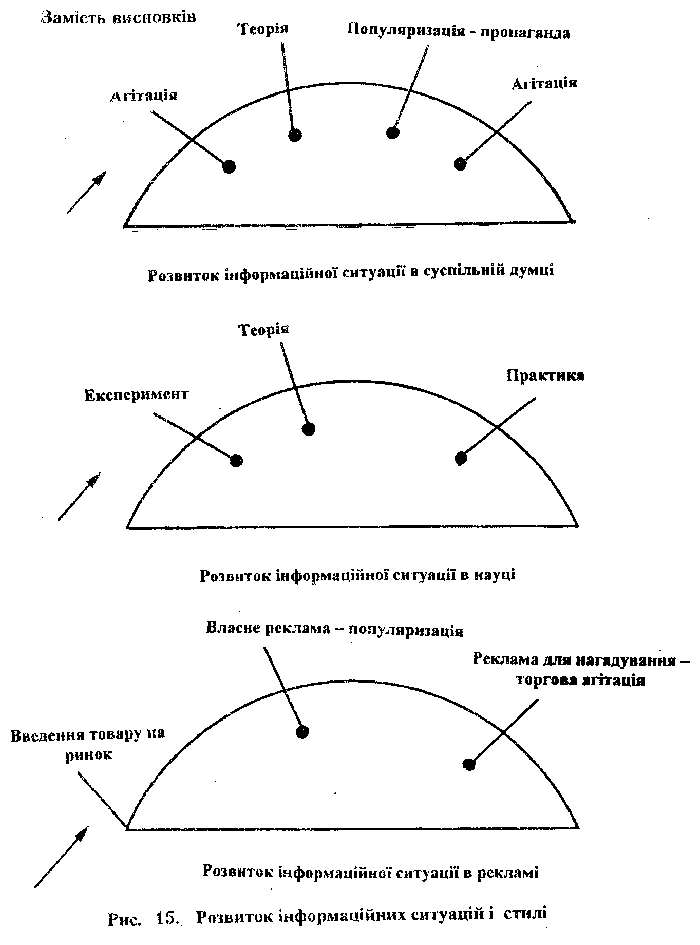 Замість висновків
Теорія
Популяризація - пропаганда
Агітація
Агітація
Розвиток інформаційної ситуації в суспільній думці
Теорія
Експеримент
Практика
Розвиток інформаційної ситуації в науці
Власне реклама – популяризація
Реклама для нагадування –
торгова агітація
Введення товару на
ринок
Розвиток інформаційної ситуації в рекламі
Рис. 15. Розвиток інформаційних ситуацій і стилі